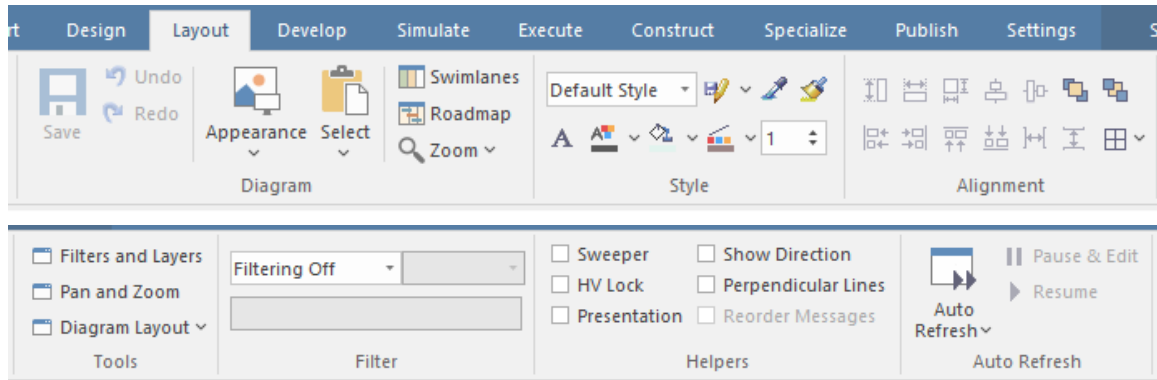 rt Design Layout Develop Simulate Execute Construct Specialize Publish Settings S
Save
Undo
Redo
Appearance
Select
Swimlanes
Roadmap
Zoom
Diagram
Default Style
A A
1
Style
Alignment
Filters and Layers
Pan and Zoom
Diagram Layout
Tools
Filtering Off
Filter
Sweeper
HV Lock
Presentation
Show Direction
Perpendicular Lines
Reorder Messages
Helpers
Auto
Refresh
Pause & Edit
Resume
Auto Refresh